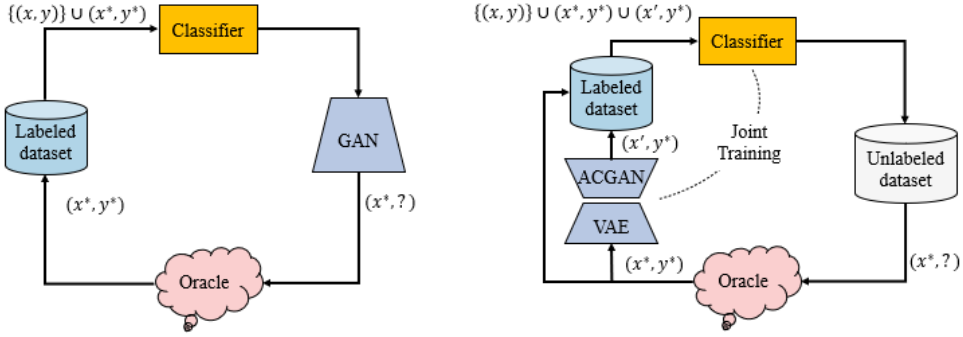 {(x, y)} ∪ (x*, y*)
Classifier
Labeled
dataset
GAN
(x*, y*)
(x*, ?)
Oracle
{(x, y)} ∪ (x*, y*) ∪ (x′, y*)
Classifier
Labeled
dataset
(x′, y*)
Joint
Training
Unlabeled
dataset
ACGAN
VAE
(x*, y*)
(x*, ?)
Oracle